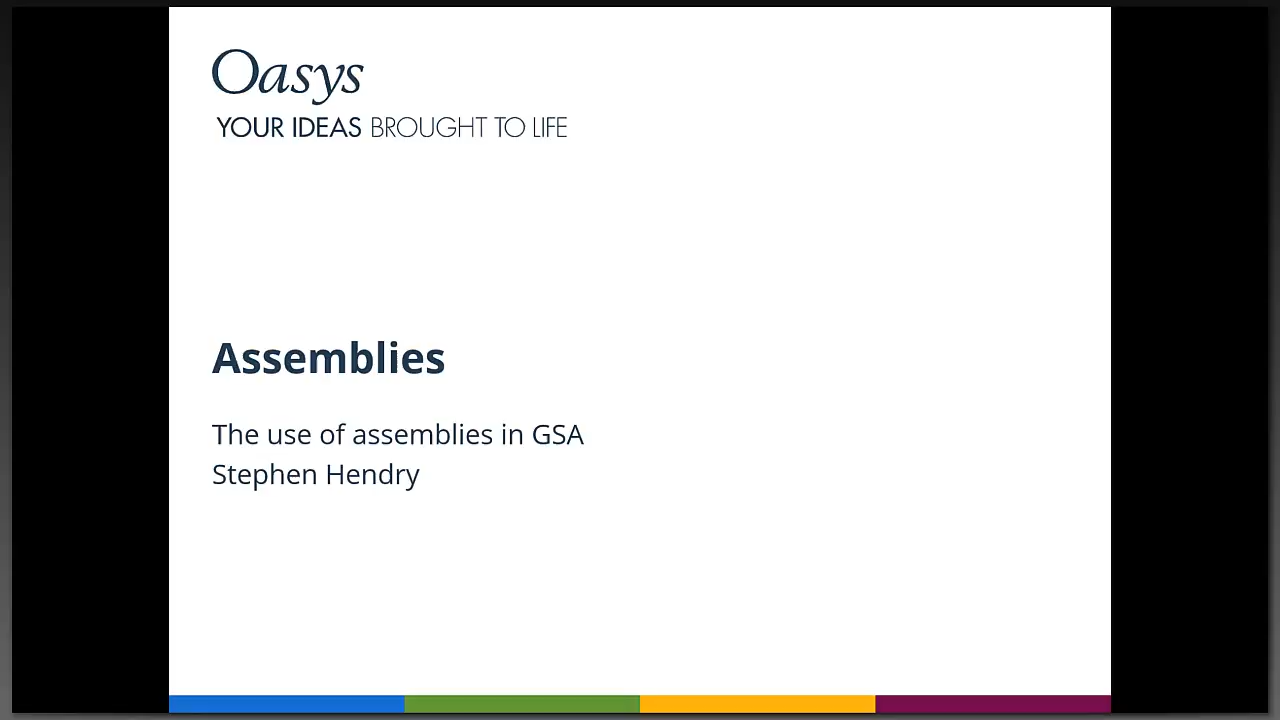 Oasys
YOUR IDEAS BROUGHT TO LIFE
Assemblies
The use of assemblies in GSA
Stephen Hendry